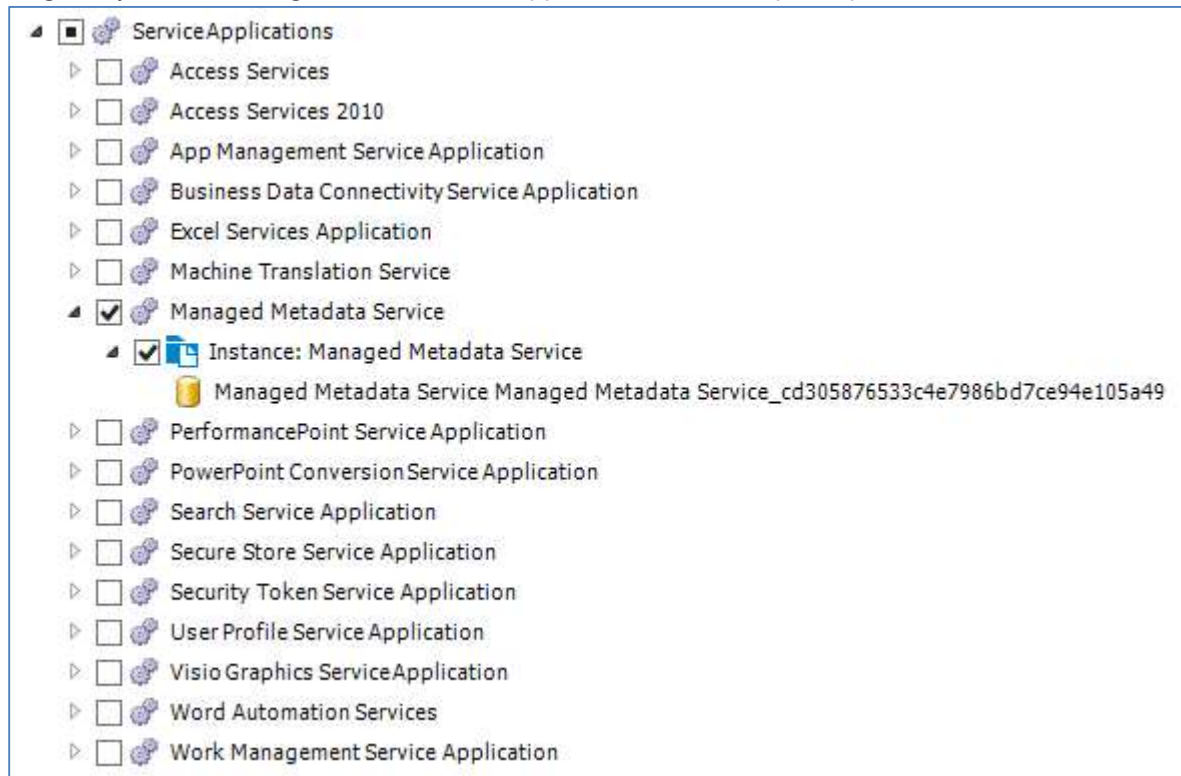 ServiceApplications
Access Services
Access Services 2010
App Management Service Application
Business Data Connectivity Service Application
Excel Services Application
Machine Translation Service
Managed Metadata Service
Instance: Managed Metadata Service
Managed Metadata Service Managed Metadata Service_cd305876533c4e7986bd7ce94e105a49
PerformancePoint Service Application
PowerPoint Conversion Service Application
Search Service Application
Secure Store Service Application
Security Token Service Application
User Profile Service Application
Visio Graphics Service Application
Word Automation Services
Work Management Service Application